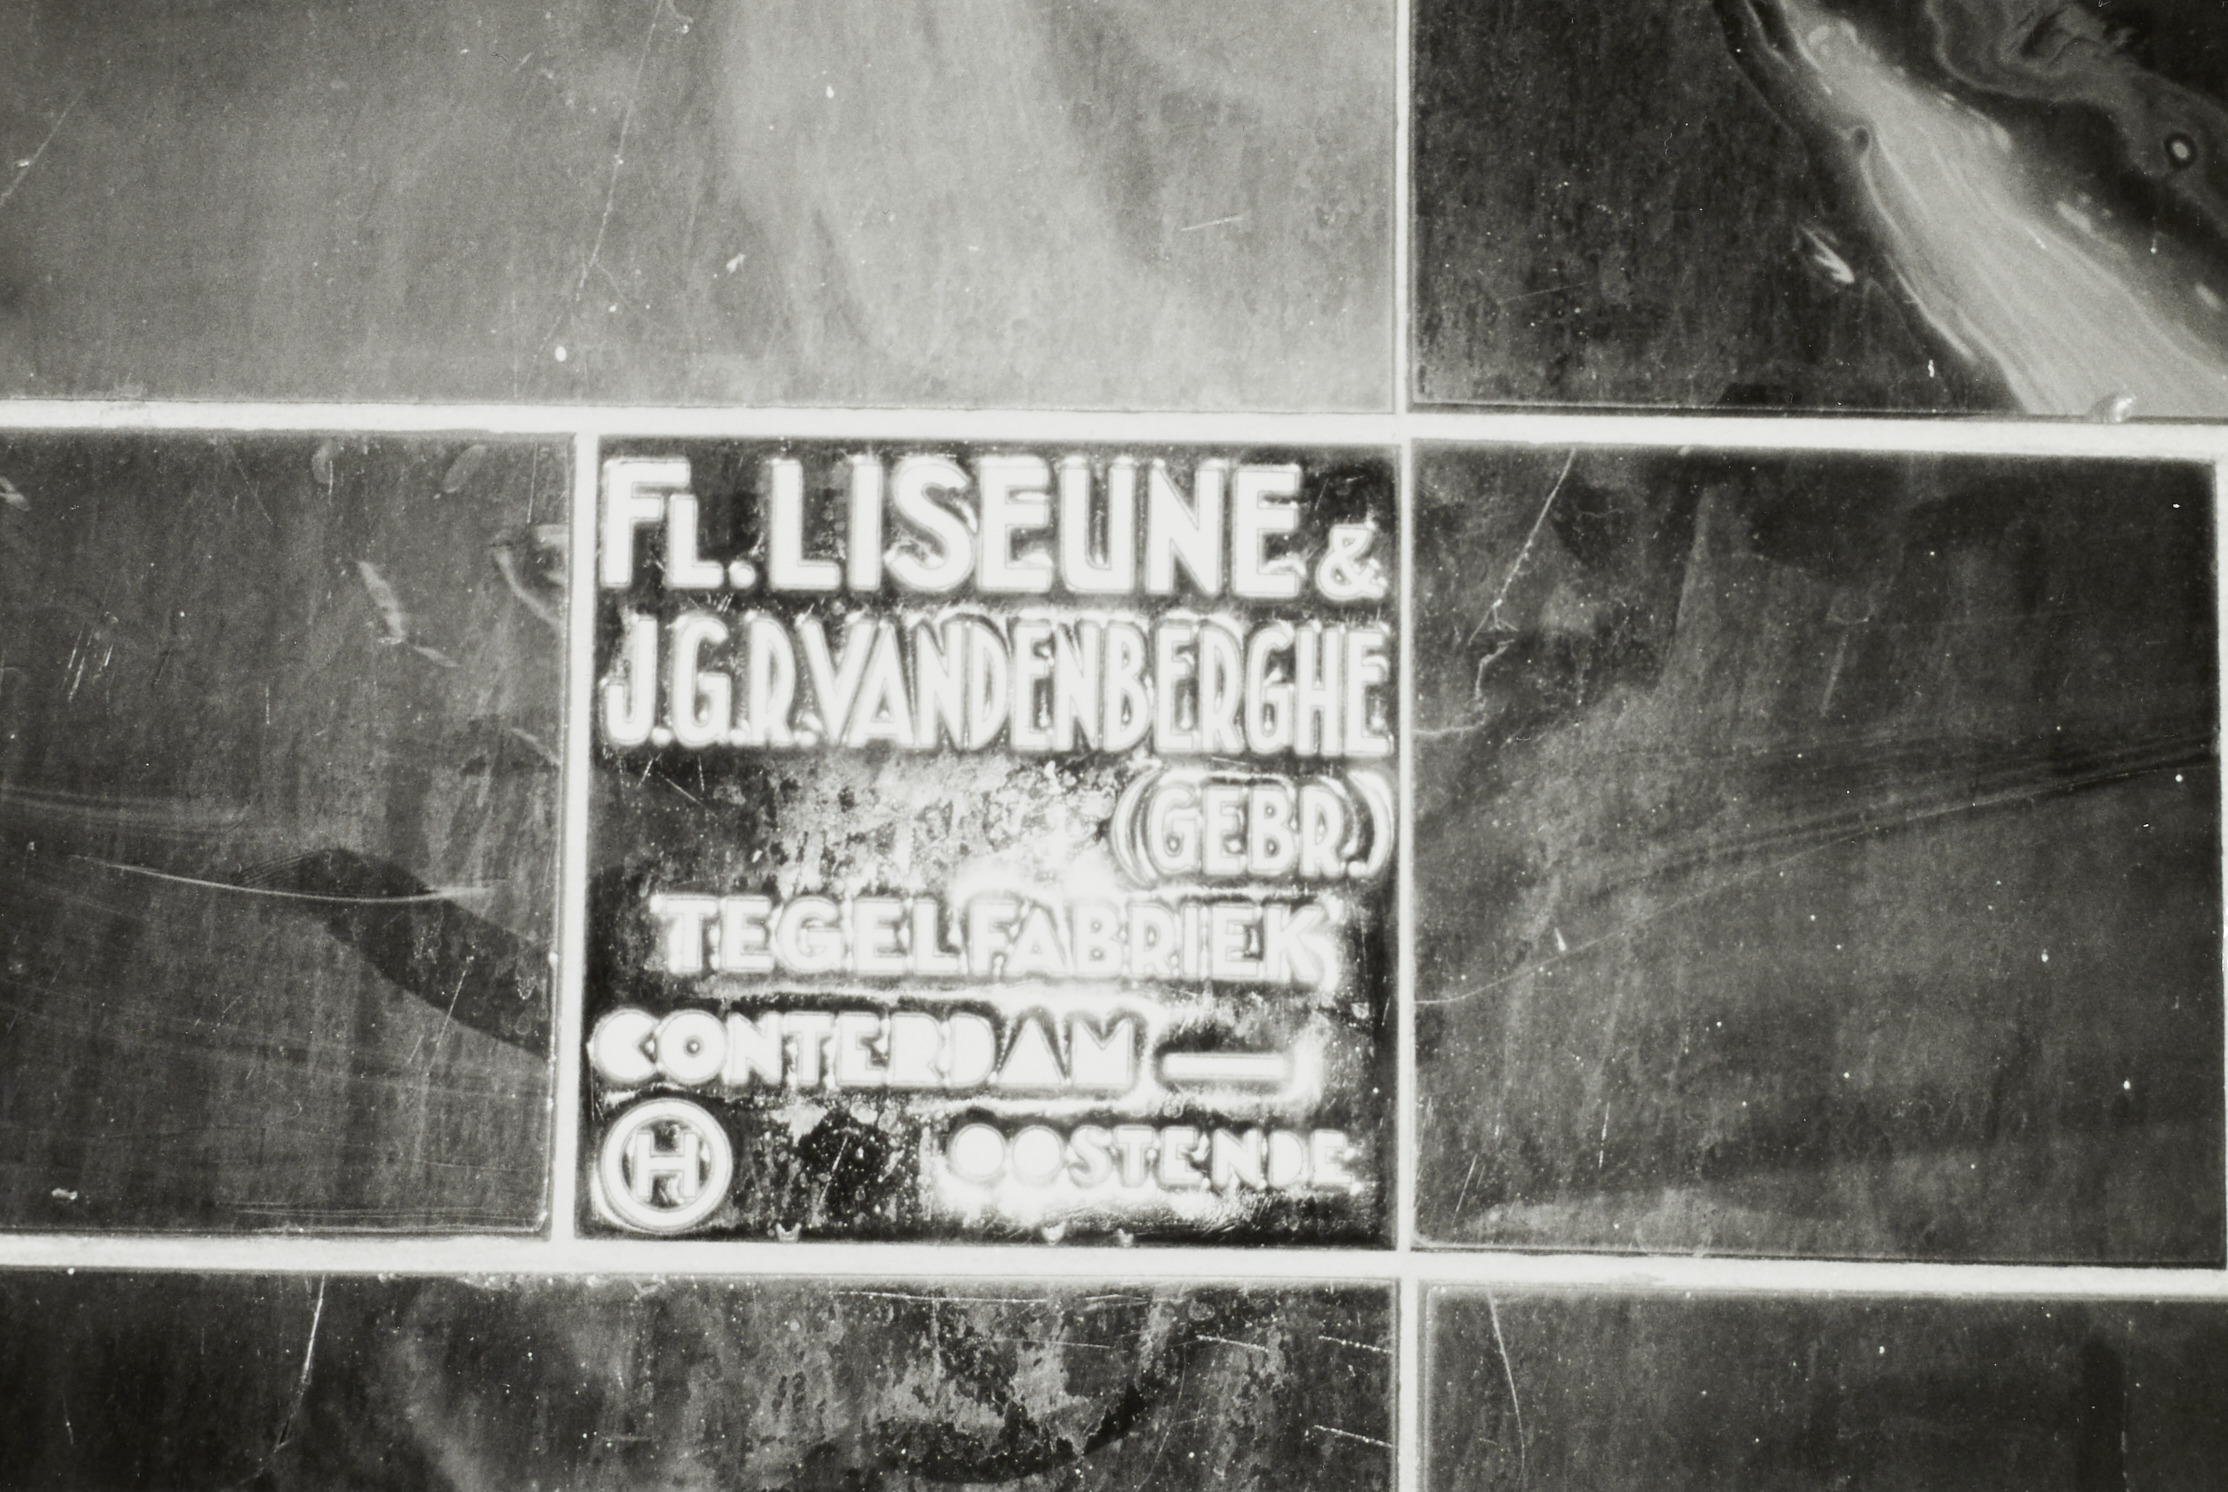 FL. LISEUNE &
J.G.R. VANDENBERGHE
(GEBR.)
TEGELFABRIEK
CONTERDAM —
H OOSTENDE